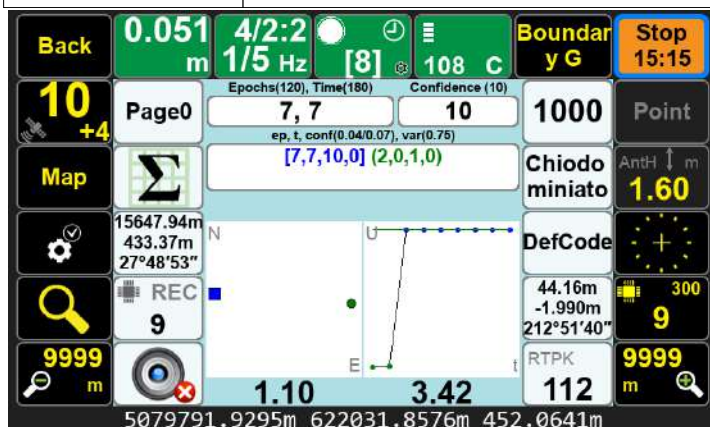 Back
0.051
m
4/2:2
1/5 Hz
[8]
108 C
Boundar
y G
Stop
15:15
10
+4
Page0
Epochs(120), Time(180)
Confidence (10)
7, 7
10
1000
Point
ep, t, conf(0.04/0.07), var(0.75)
[7,7,10,0] (2,0,1,0)
Map
Σ
Chiodo
miniato
AntH m
1.60
15647.94m
433.37m
27°48'53"
N
U
DefCode
REC
9
44.16m
-1.990m
212°51'40"
300
9
E
t
9999
m
1.10
3.42
RTPK
112
9999
m
5079791.9295m 622031.8576m 452.0641m